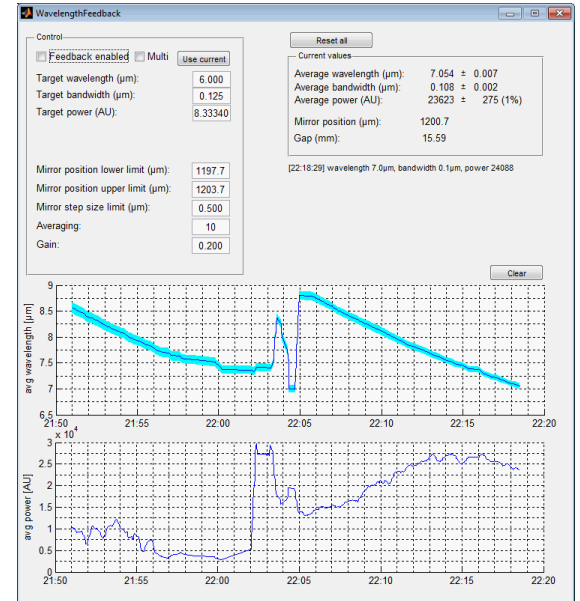 WavelengthFeedback
Control
Feedback enabled Multi Use current
Target wavelength (µm): 6.000
Target bandwidth (µm): 0.125
Target power (AU): 8.33340
Mirror position lower limit (µm): 1197.7
Mirror position upper limit (µm): 1203.7
Mirror step size limit (µm): 0.500
Averaging: 10
Gain: 0.200
Reset all
Current values
Average wavelength (µm): 7.054 ± 0.007
Average bandwidth (µm): 0.108 ± 0.002
Average power (AU): 23623 ± 275 (1%)
Mirror position (µm): 1200.7
Gap (mm): 15.59
[22:18:29] wavelength 7.0µm, bandwidth 0.1µm, power 24088
Clear
avg wavelength [µm]
9
8.5
8
7.5
7
6.5
21:50 21:55 22:00 22:05 22:10 22:15 22:20
x 10^4
avg power [AU]
3
2.5
2
1.5
1
0.5
0
21:50 21:55 22:00 22:05 22:10 22:15 22:20